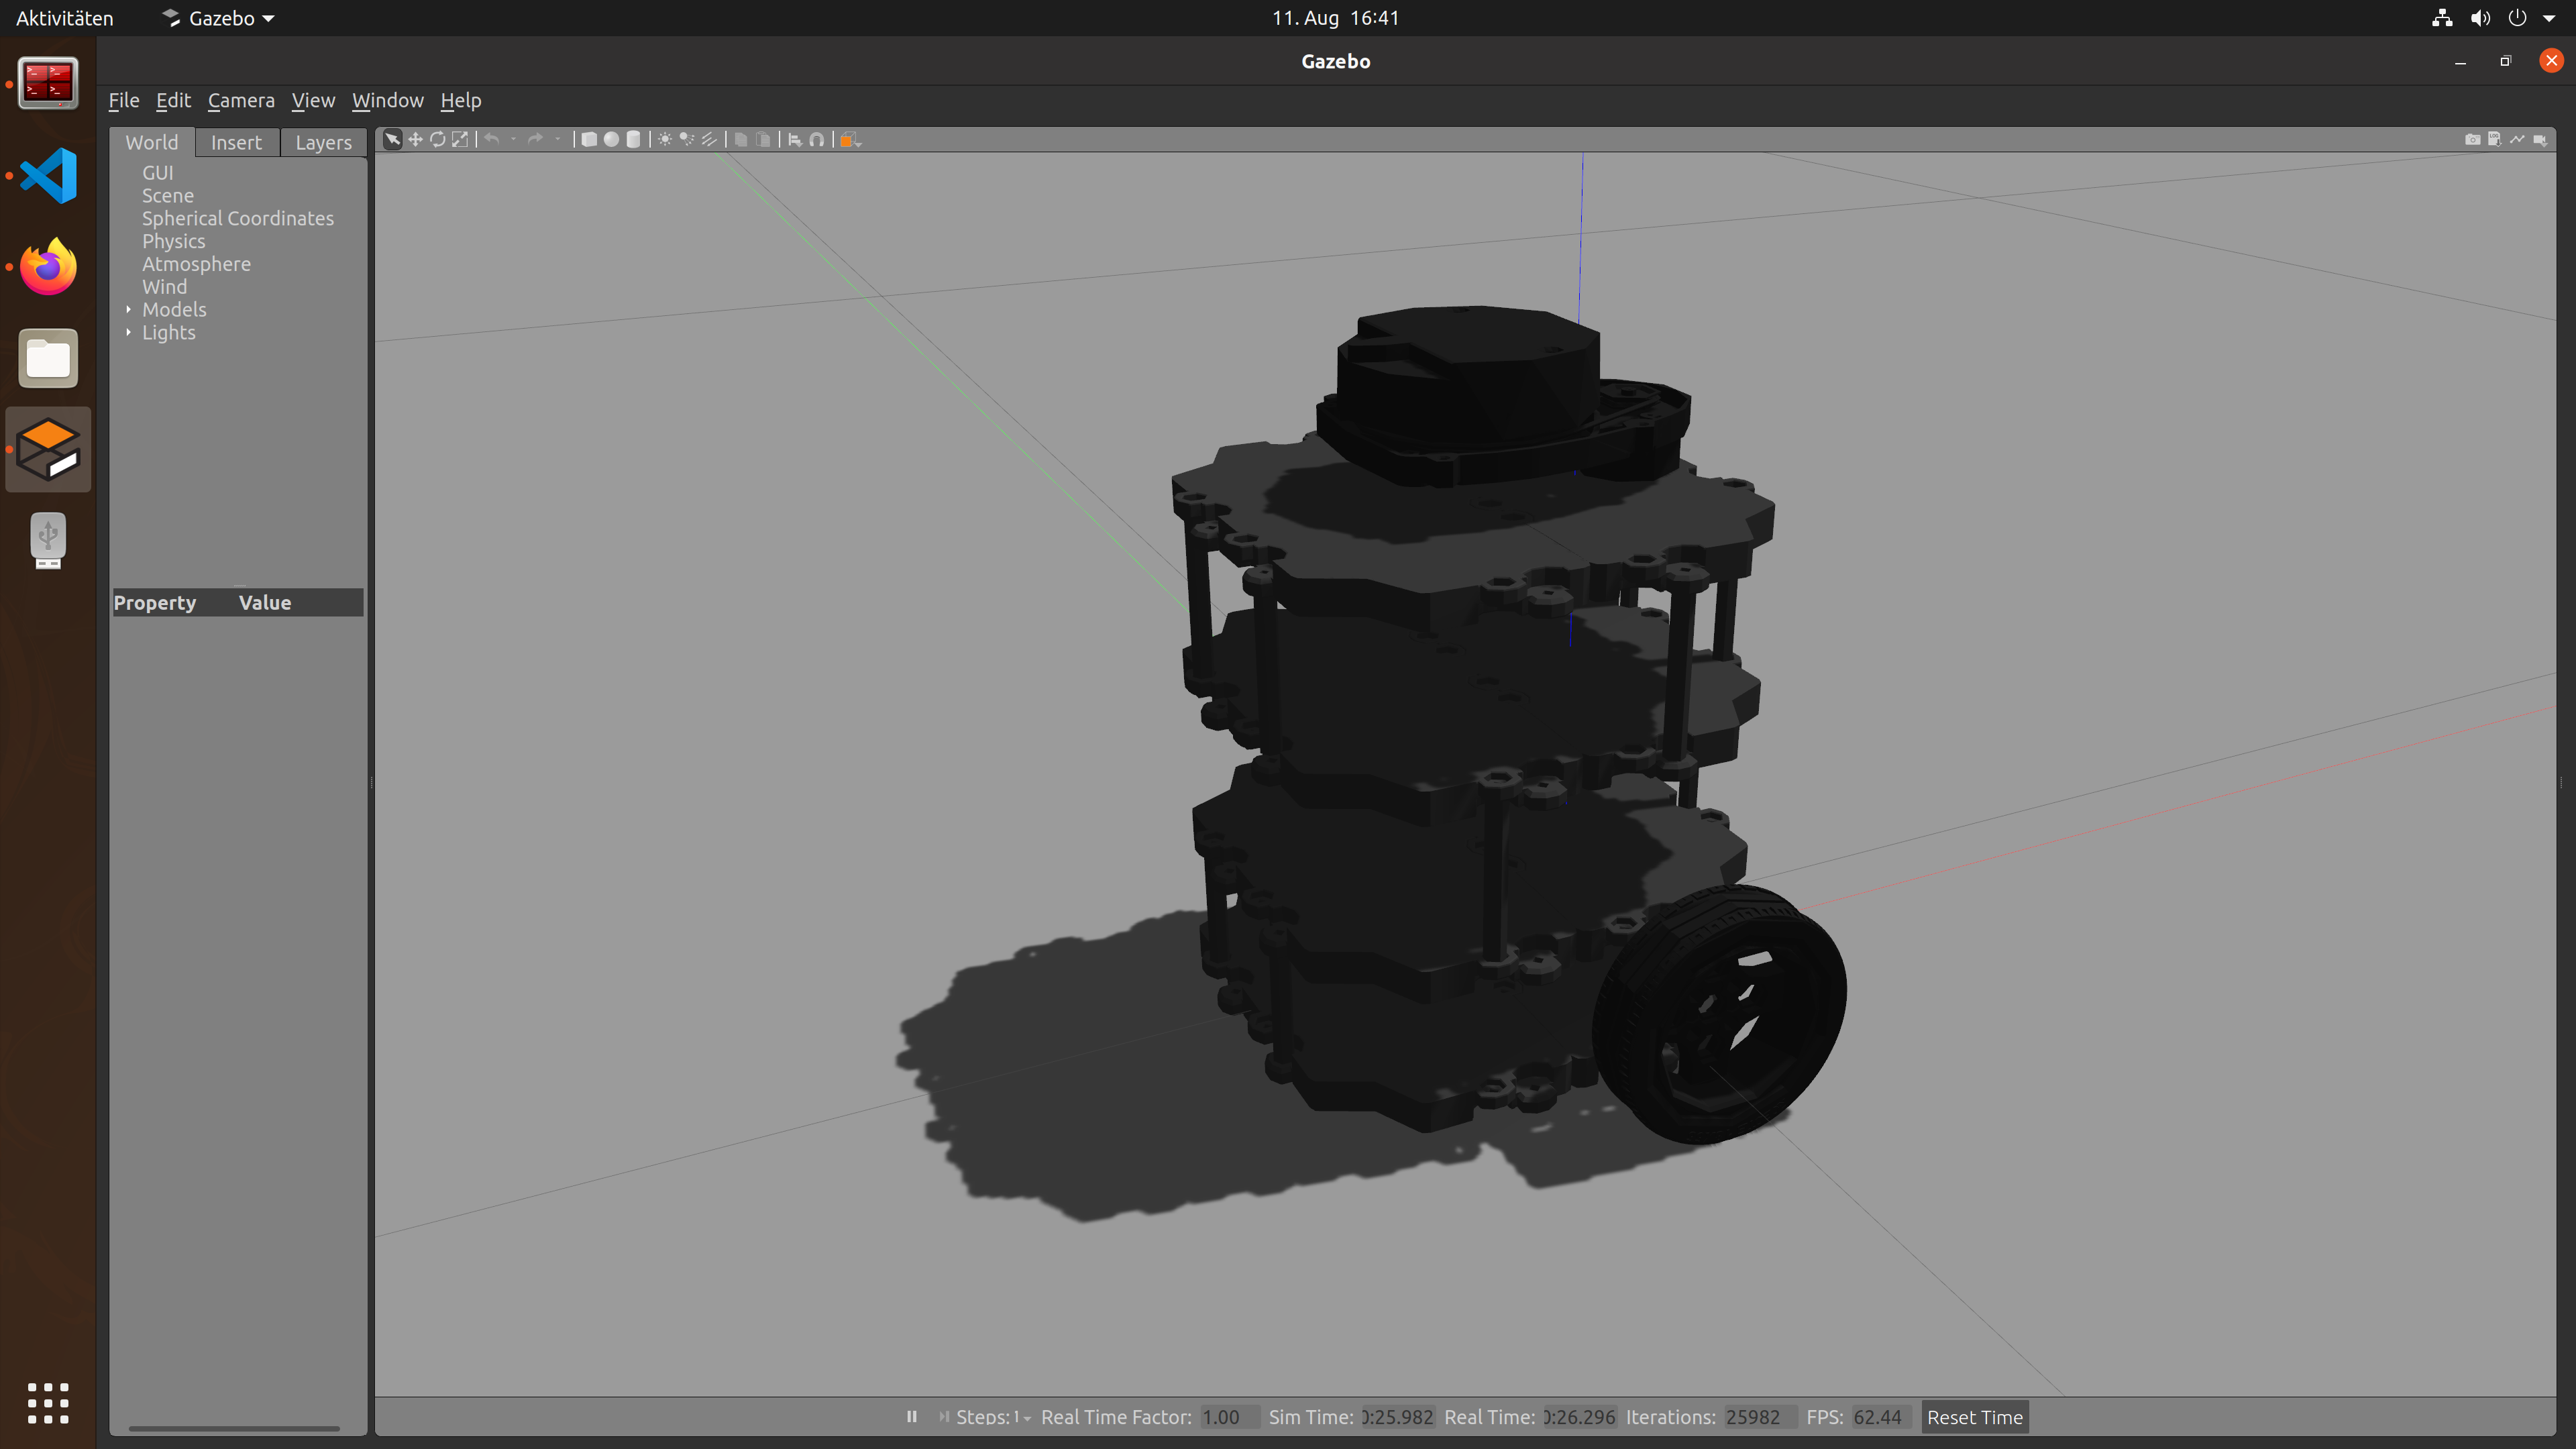 Aktivitäten Gazebo 11. Aug 16:41
Gazebo
File Edit Camera View Window Help
World Insert Layers
GUI
Scene
Spherical Coordinates
Physics
Atmosphere
Wind
Models
Lights
Property Value
Steps: 1 Real Time Factor: 1.00 Sim Time: 0:25.982 Real Time: 0:26.296 Iterations: 25982 FPS: 62.44 Reset Time